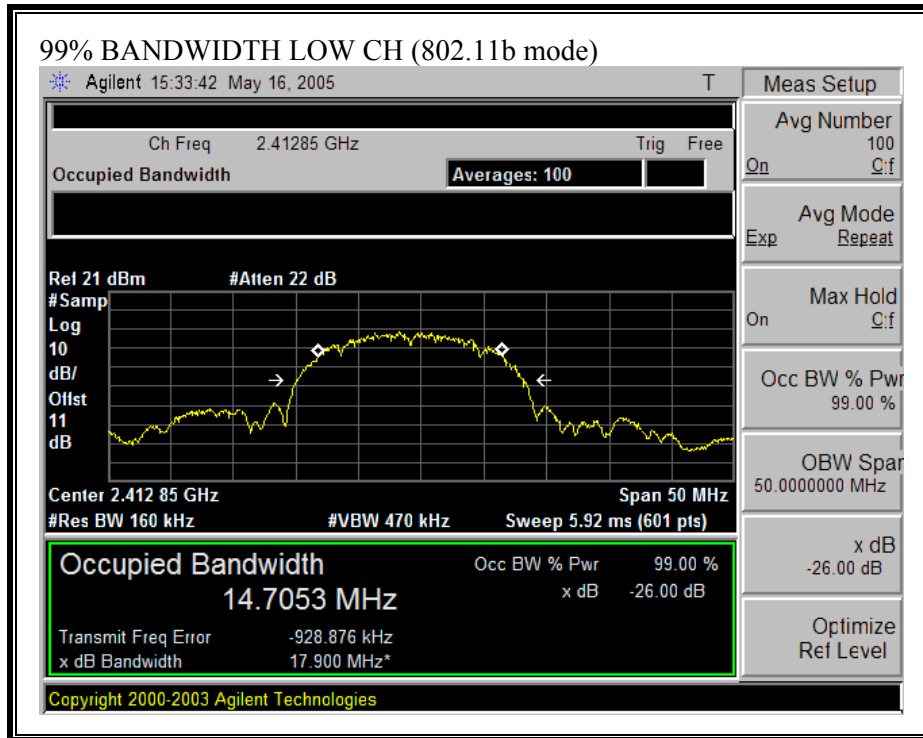 99% BANDWIDTH LOW CH (802.11b mode)
Agilent 15:33:42 May 16, 2005 T
Ch Freq 2.41285 GHz Trig Free
Occupied Bandwidth Averages: 100
Ref 21 dBm #Atten 22 dB
#Samp
Log
10
dB/
Offst
11
dB
Center 2.412 85 GHz Span 50 MHz
#Res BW 160 kHz #VBW 470 kHz Sweep 5.92 ms (601 pts)
Occupied Bandwidth
14.7053 MHz
Occ BW % Pwr 99.00 %
x dB -26.00 dB
Transmit Freq Error -928.876 kHz
x dB Bandwidth 17.900 MHz*
Copyright 2000-2003 Agilent Technologies
Meas Setup
Avg Number
100
On Off
Avg Mode
Exp Repeat
Max Hold
On Off
Occ BW % Pwr
99.00 %
OBW Span
50.0000000 MHz
x dB
-26.00 dB
Optimize
Ref Level